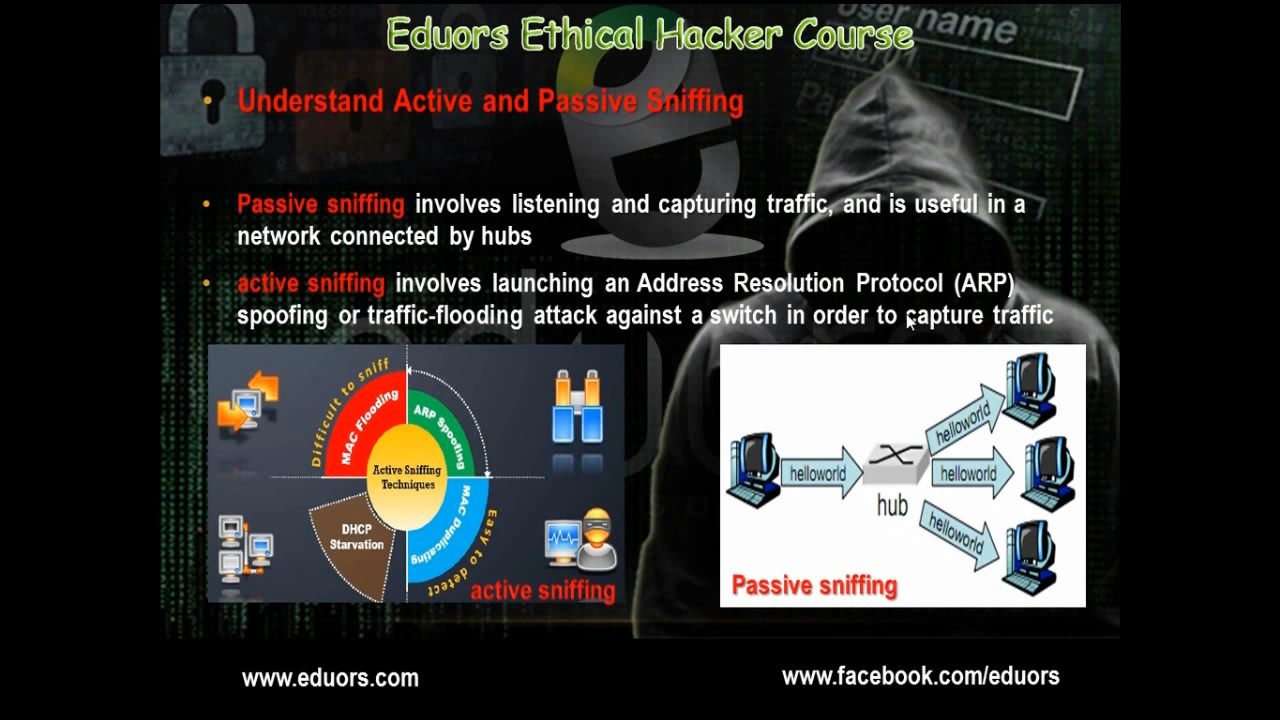 Eduors Ethical Hacker Course
User name
• Understand Active and Passive Sniffing
• Passive sniffing involves listening and capturing traffic, and is useful in a
network connected by hubs
• active sniffing involves launching an Address Resolution Protocol (ARP)
spoofing or traffic-flooding attack against a switch in order to capture traffic
Difficult to sniff
MAC Flooding
ARP Spoofing
Active Sniffing
Techniques
DHCP
Starvation
MAC Duplicating
Easy to detect
active sniffing
helloworld
hub
helloworld
helloworld
helloworld
Passive sniffing
www.eduors.com
www.facebook.com/eduors